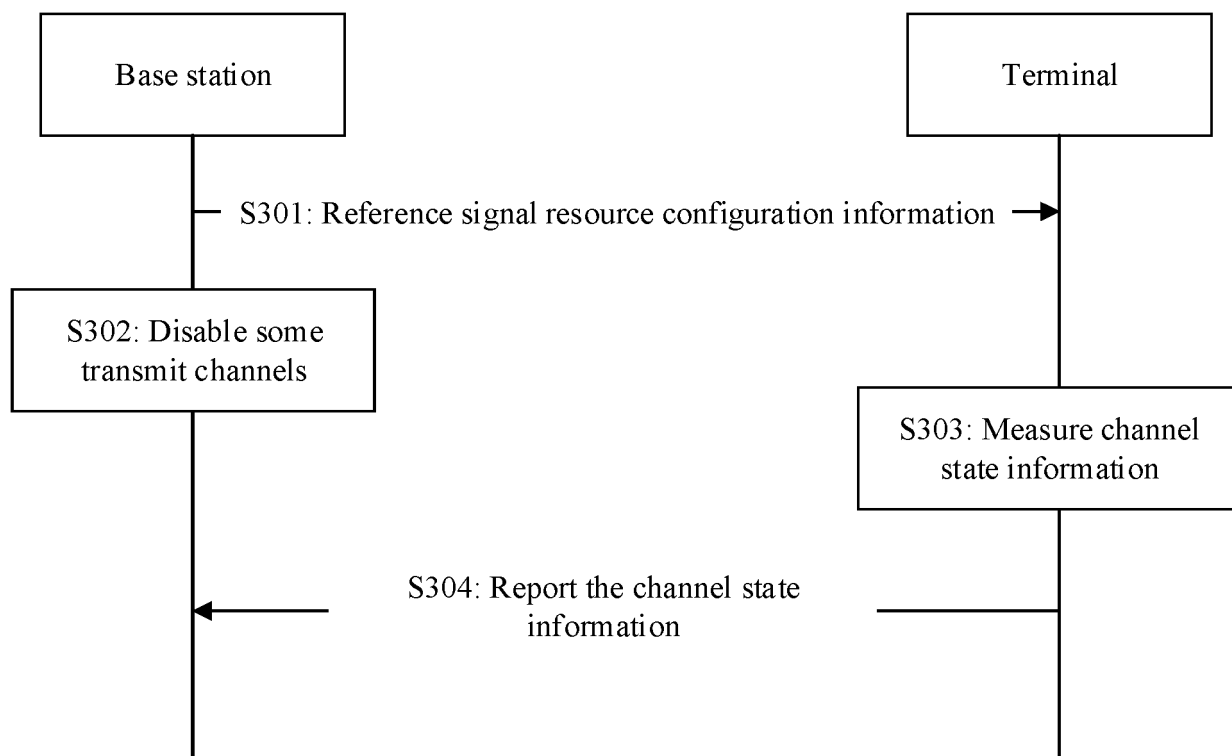 Base station
Terminal
S301: Reference signal resource configuration information
S302: Disable some
transmit channels
S303: Measure channel
state information
S304: Report the channel state
information